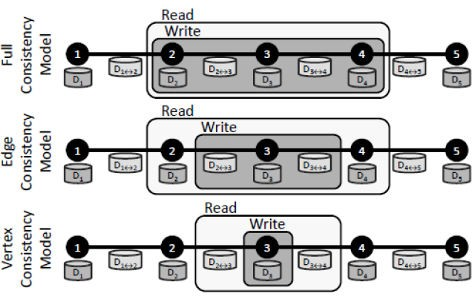 Full
Consistency
Model
Read
Write
1 2 3 4 5
D1 D1↔2 D2 D2↔3 D3 D3↔4 D4 D4↔5 D5
Edge
Consistency
Model
Read
Write
1 2 3 4 5
D1 D1↔2 D2 D2↔3 D3 D3↔4 D4 D4↔5 D5
Vertex
Consistency
Model
Read
Write
1 2 3 4 5
D1 D1↔2 D2 D2↔3 D3 D3↔4 D4 D4↔5 D5